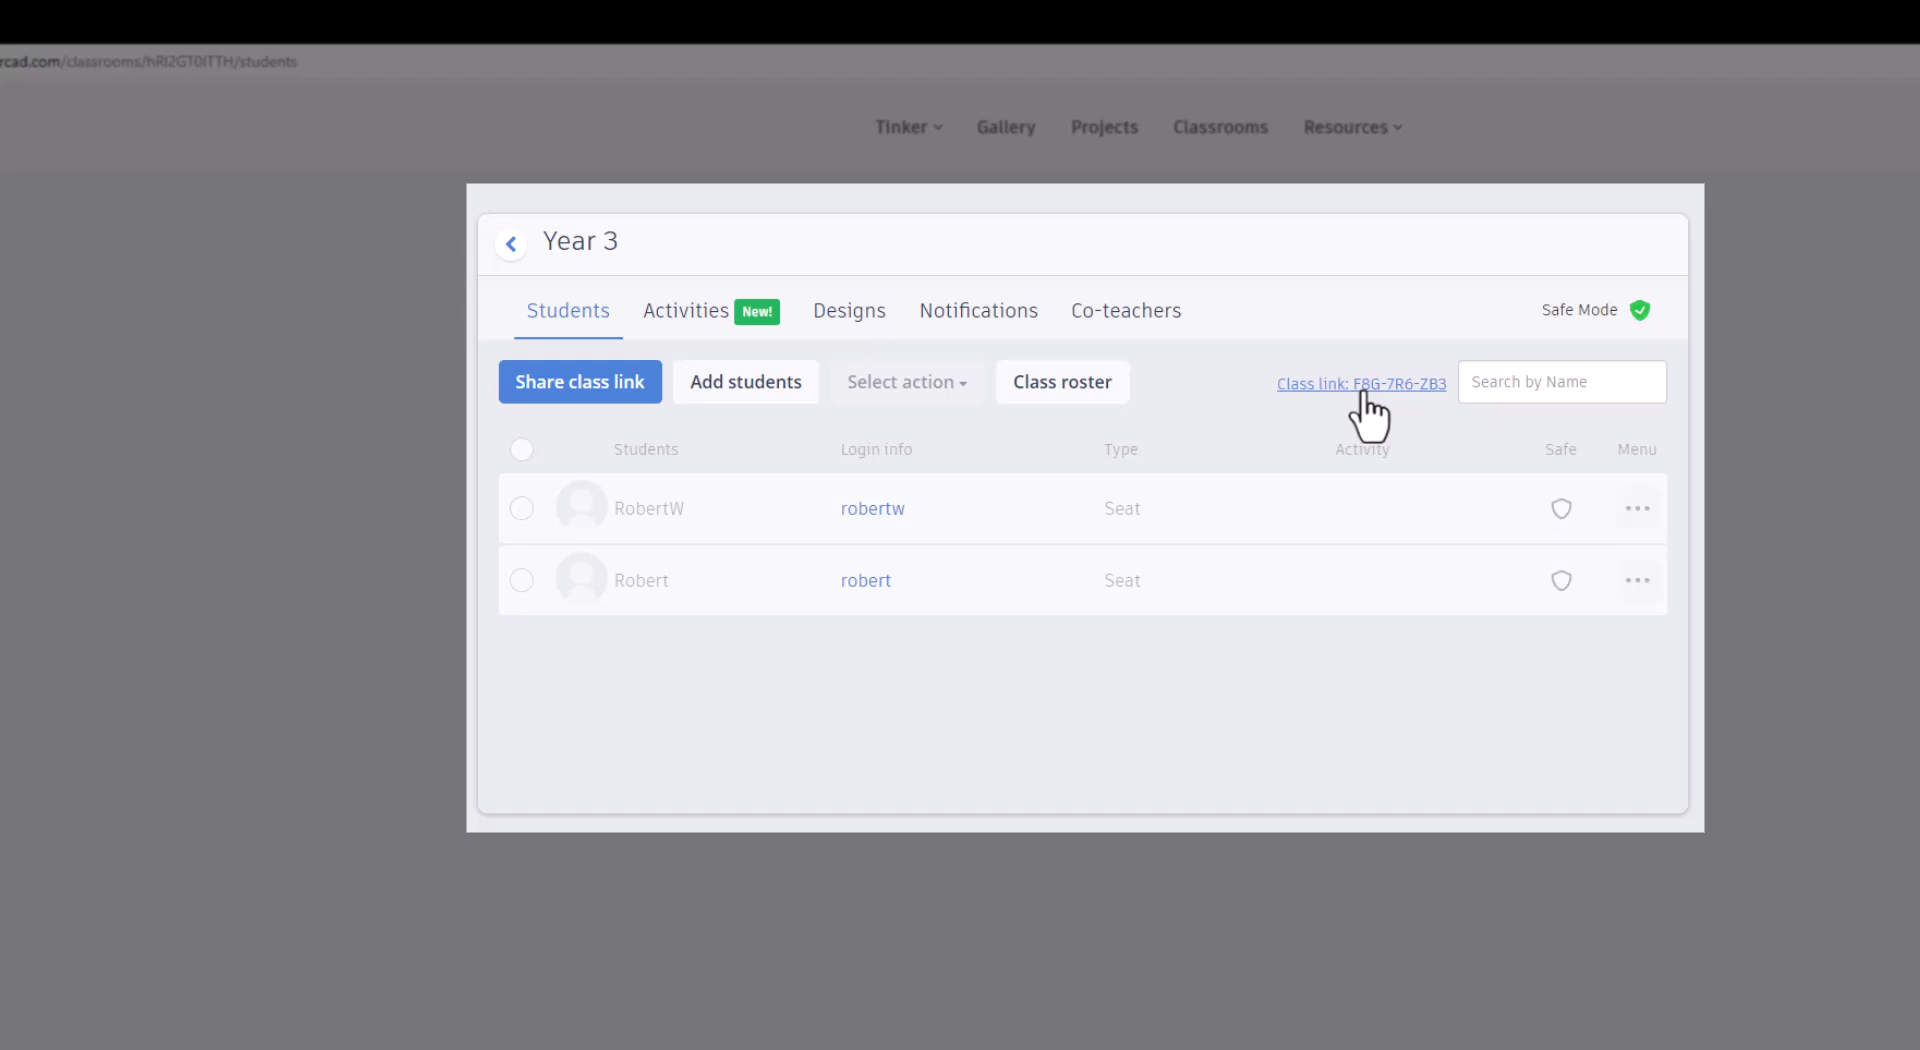 rcad.com/classrooms/hRI2GT0ITTH/students
Tinker Gallery Projects Classrooms Resources
Year 3
Students Activities New! Designs Notifications Co-teachers Safe Mode
Share class link Add students Select action Class roster Class link: F8G-7R6-ZB3 Search by Name
Students Login info Type Activity Safe Menu
RobertW robertw Seat
Robert robert Seat